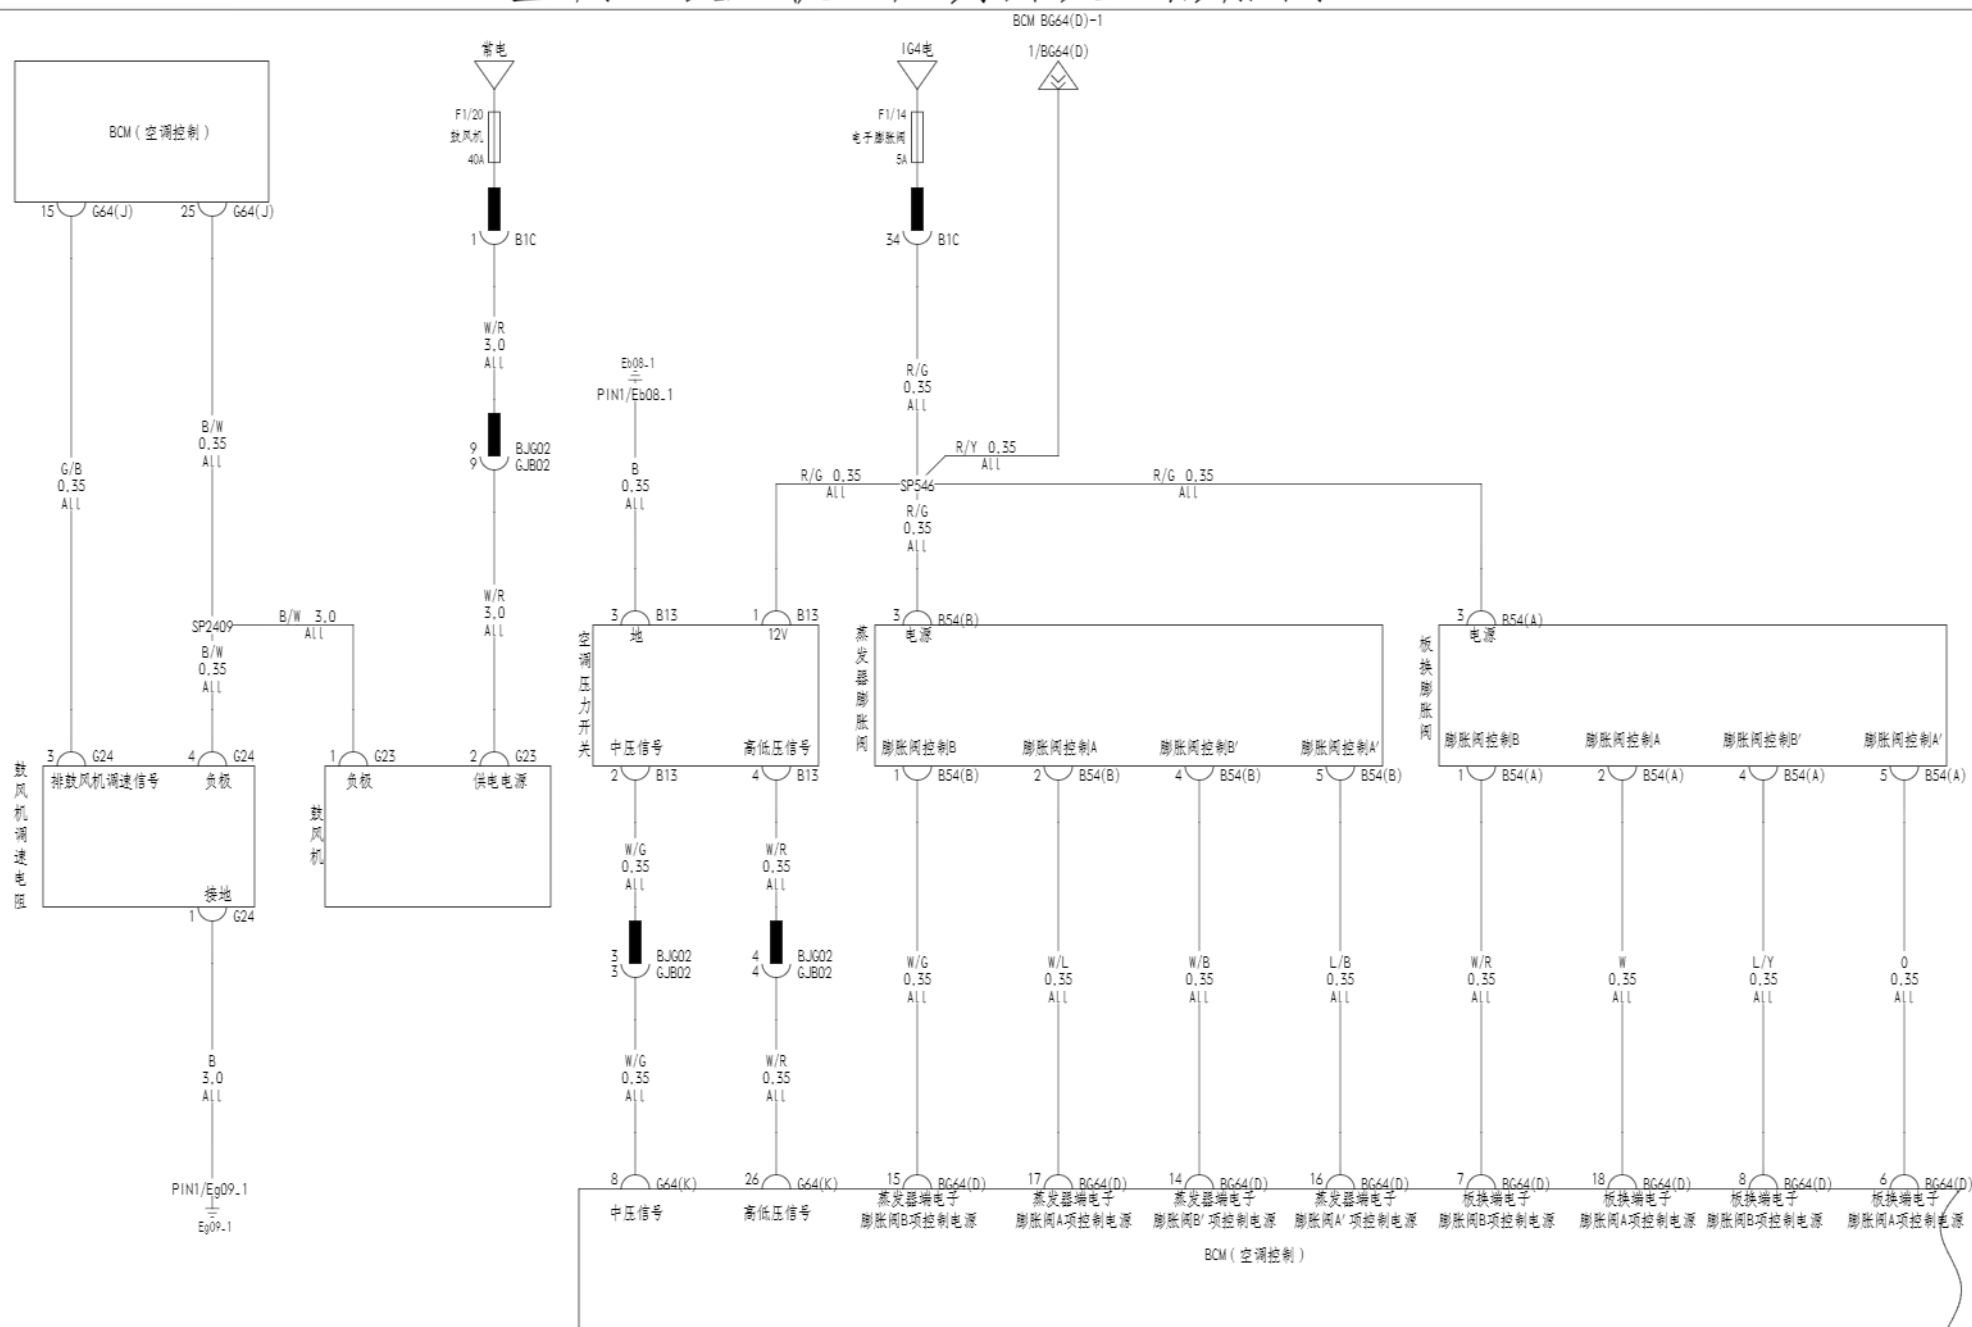 BCM BG64(D)-1
常电
IG4电
1/BG64(D)
BCM ( 空调控制 )
F1/20
鼓风机
40A
F1/14
电子膨胀阀
5A
15 G64(J)
25 G64(J)
1 B1C
34 B1C
W/R
3.0
All
Eb08-1
PIN1/Eb08-1
R/G
0.35
All
B/W
0.35
All
G/B
0.35
All
9 BJG02
9 GJB02
B
0.35
All
R/Y 0.35
All
R/G 0.35
All
SP546
R/G 0.35
All
R/G
0.35
All
SP2409
B/W 3.0
All
B/W
0.35
All
W/R
3.0
All
3 B13
地
1 B13
12V
3 B54(B)
电源
3 B54(A)
电源
空调压力开关
蒸发器膨胀阀
板换膨胀阀
中压信号
高低压信号
膨胀阀控制B
膨胀阀控制A
膨胀阀控制B'
膨胀阀控制A'
膨胀阀控制B
膨胀阀控制A
膨胀阀控制B'
膨胀阀控制A'
3 G24
4 G24
1 G23
2 G23
2 B13
4 B13
1 B54(B)
2 B54(B)
4 B54(B)
5 B54(B)
1 B54(A)
2 B54(A)
4 B54(A)
5 B54(A)
鼓风机调速电阻
排鼓风机调速信号
负极
鼓风机
负极
供电电源
接地
1 G24
W/G
0.35
All
W/R
0.35
All
3 BJG02
3 GJB02
4 BJG02
4 GJB02
W/G
0.35
All
W/L
0.35
All
W/B
0.35
All
L/B
0.35
All
W/R
0.35
All
W
0.35
All
L/Y
0.35
All
O
0.35
All
B
3.0
All
W/G
0.35
All
W/R
0.35
All
PIN1/Eg09-1
Eg09-1
8 G64(K)
中压信号
26 G64(K)
高低压信号
15 BG64(D)
蒸发器端电子
膨胀阀B项控制电源
17 BG64(D)
蒸发器端电子
膨胀阀A项控制电源
14 BG64(D)
蒸发器端电子
膨胀阀B' 项控制电源
16 BG64(D)
蒸发器端电子
膨胀阀A' 项控制电源
7 BG64(D)
板换端电子
膨胀阀B项控制电源
18 BG64(D)
板换端电子
膨胀阀A项控制电源
8 BG64(D)
板换端电子
膨胀阀B项控制电源
6 BG64(D)
板换端电子
膨胀阀A项控制电源
BCM ( 空调控制 )